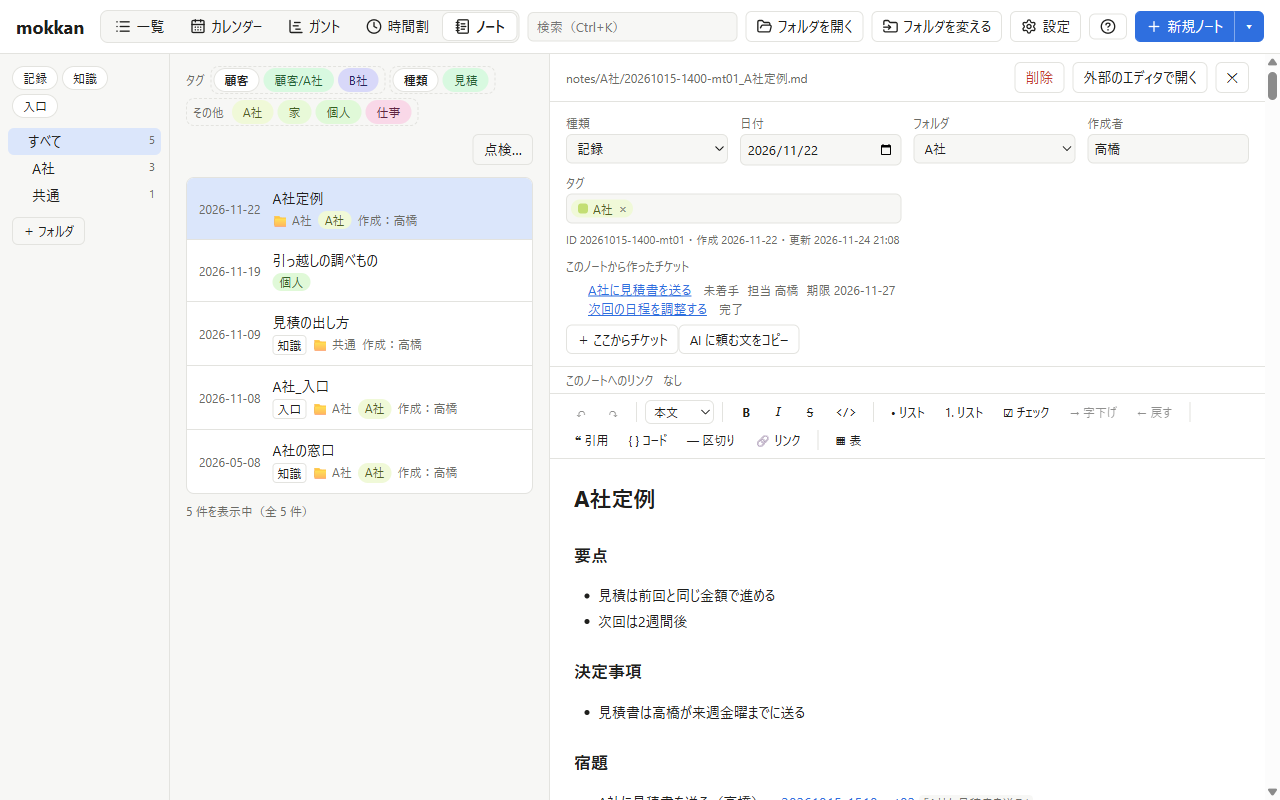 mokkan 一覧 カレンダー ガント 時間割 ノート 検索（Ctrl+K） フォルダを開く フォルダを変える 設定 ? + 新規ノート ▾
記録 知識
入口
すべて 5
A社 3
共通 1
+ フォルダ
タグ 顧客 顧客/A社 B社 種類 見積
その他 A社 家 個人 仕事
点検...
2026-11-22 A社定例
A社 A社 作成：高橋
2026-11-19 引っ越しの調べもの
個人
2026-11-09 見積の出し方
知識 共通 作成：高橋
2026-11-08 A社_入口
入口 A社 A社 作成：高橋
2026-05-08 A社の窓口
知識 A社 A社 作成：高橋
5 件を表示中（全 5 件）
notes/A社/20261015-1400-mt01_A社定例.md 削除 外部のエディタで開く ×
種類 日付 フォルダ 作成者
記録 2026/11/22 A社 高橋
タグ
A社 ×
ID 20261015-1400-mt01・作成 2026-11-22・更新 2026-11-24 21:08
このノートから作ったチケット
A社に見積書を送る 未着手 担当 高橋 期限 2026-11-27
次回の日程を調整する 完了
+ ここからチケット AI に頼む文をコピー
このノートへのリンク なし
本文 B I S </> • リスト 1. リスト ☑ チェック → 字下げ ← 戻す
❝ 引用 { } コード — 区切り 🔗 リンク ▦ 表
A社定例
要点
• 見積は前回と同じ金額で進める
• 次回は2週間後
決定事項
• 見積書は高橋が来週金曜までに送る
宿題